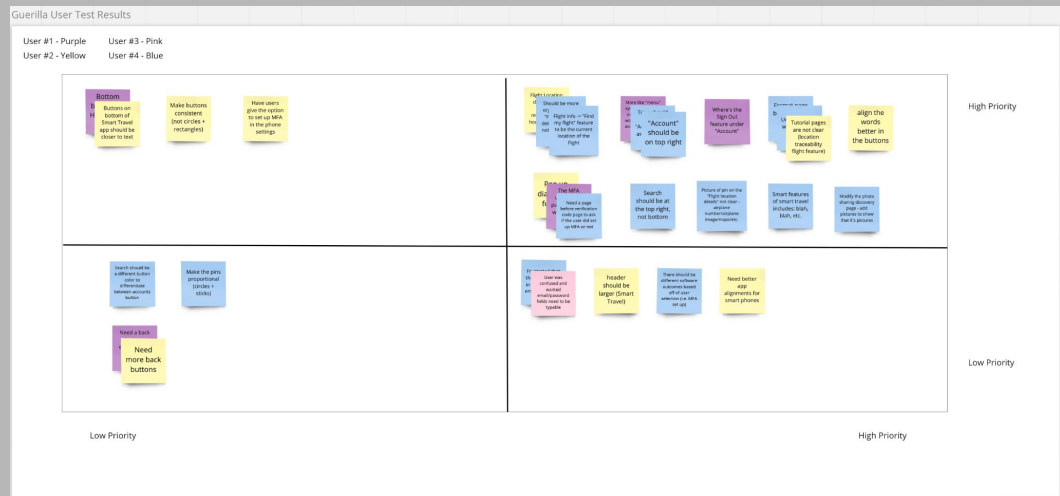 Guerilla User Test Results
User #1 - Purple
User #3 - Pink
User #2 - Yellow
User #4 - Blue
High Priority
Bottom
Buttons on
bottom of
Smart Travel
app should be
closer to text
Make buttons
consistent
(not circles +
rectangles)
Have users
give the option
to set up MFA
in the phone
settings
Flight Location
Should be more
Flight info -> "Find
my flight" feature
to be the current
location of the
flight
More like "menu"
"Account"
should be
on top right
Where's the
Sign Out
feature under
"Account"
Tutorial pages
are not clear
(location
traceability
flight feature)
align the
words
better in
the buttons
Pop up
The MFA
Need a page
before verification
code page to ask
if the user did set
up MFA or not
Search
should be at
the top right,
not bottom
Picture of pin on the
"Flight location
details" not clear -
airplane
number/airplane
image/magnetic
Smart features
of smart travel
includes: blah,
blah, etc.
Modify the photo
sharing discovery
page - add
pictures to show
that it's pictures
Search should be
a different button
color to
differentiate
between accounts
button
Make the pins
proportional
(circles +
sticks)
Need a back
Need
more back
buttons
User was
confused and
wanted
email/password
fields need to be
typable
header
should be
larger (Smart
Travel)
There should be
different software
outcomes based
off of user
selection (i.e. MFA
set up)
Need better
app
alignments for
smart phones
Low Priority
Low Priority
High Priority